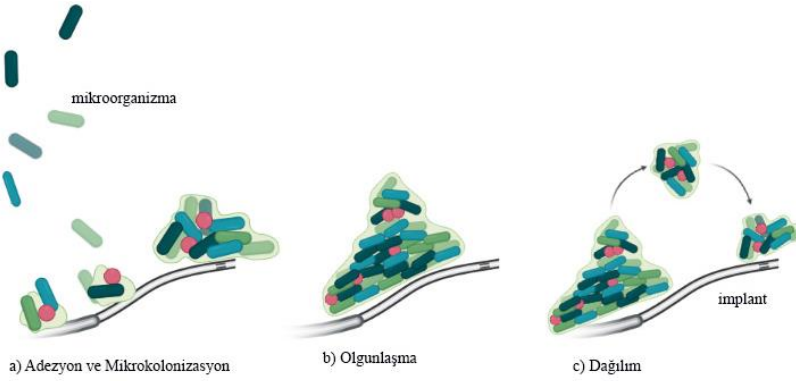 mikroorganizma
implant
a) Adezyon ve Mikrokolonizasyon
b) Olgunlaşma
c) Dağılım